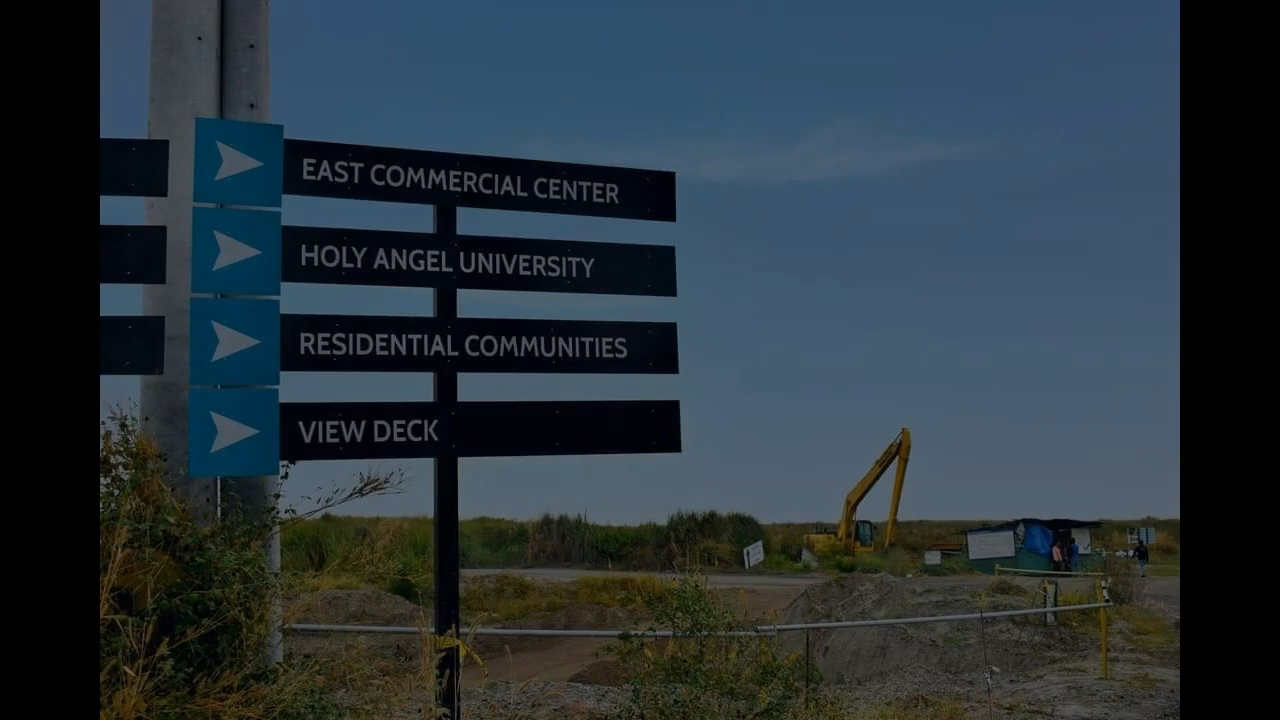 EAST COMMERCIAL CENTER
HOLY ANGEL UNIVERSITY
RESIDENTIAL COMMUNITIES
VIEW DECK